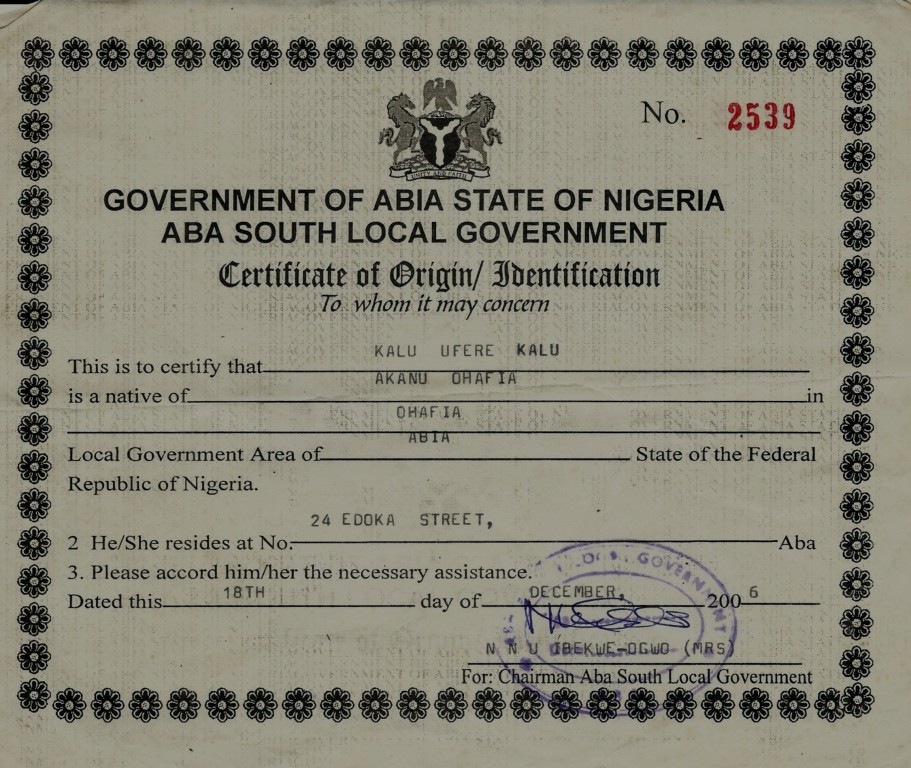 No. 2539
UNITY AND FAITH
GOVERNMENT OF ABIA STATE OF NIGERIA
ABA SOUTH LOCAL GOVERNMENT
Certificate of Origin/ Identification
To whom it may concern
This is to certify that KALU UFERE KALU
is a native of AKANU OHAFIA in
OHAFIA
Local Government Area of ABIA State of the Federal
Republic of Nigeria.
2 He/She resides at No. 24 EDOKA STREET, Aba
3. Please accord him/her the necessary assistance.
Dated this 18TH day of DECEMBER, 200 6
GOVERNMENT
N N U IBEKWE-OGWO (MRS)
For: Chairman Aba South Local Government